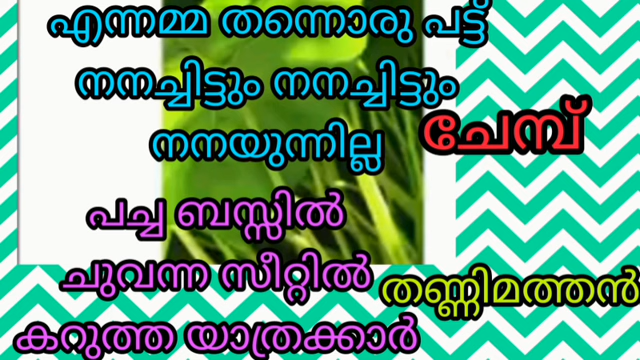 എന്നമ്മ തന്നൊരു പട്ട്
നനച്ചിട്ടും നനച്ചിട്ടും
നനയുന്നില്ല ചേമ്പ്
പച്ച ബസ്സിൽ
ചുവന്ന സീറ്റിൽ തണ്ണിമത്തൻ
കറുത്ത യാത്രക്കാർ